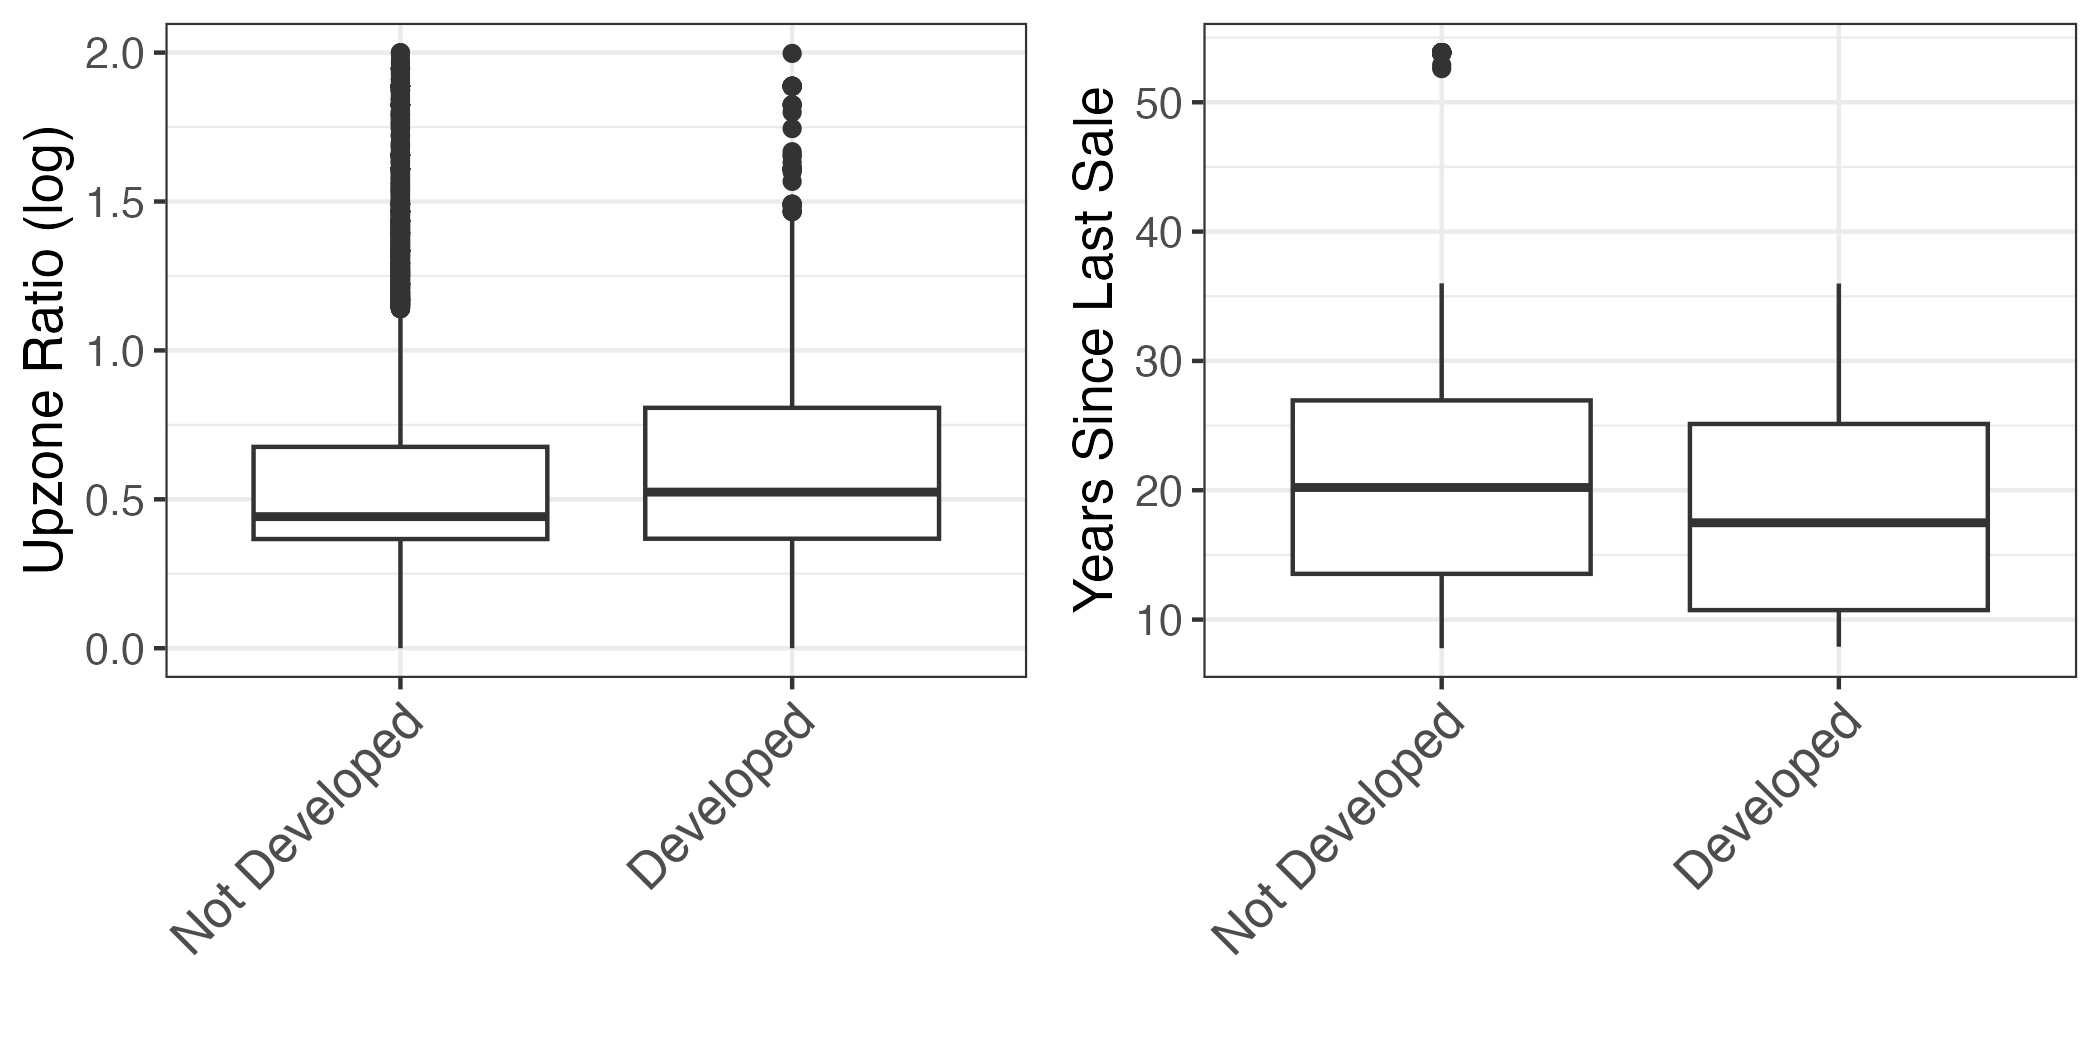 Upzone Ratio (log)
2.0
1.5
1.0
0.5
0.0
Not Developed
Developed
Years Since Last Sale
50
40
30
20
10
Not Developed
Developed